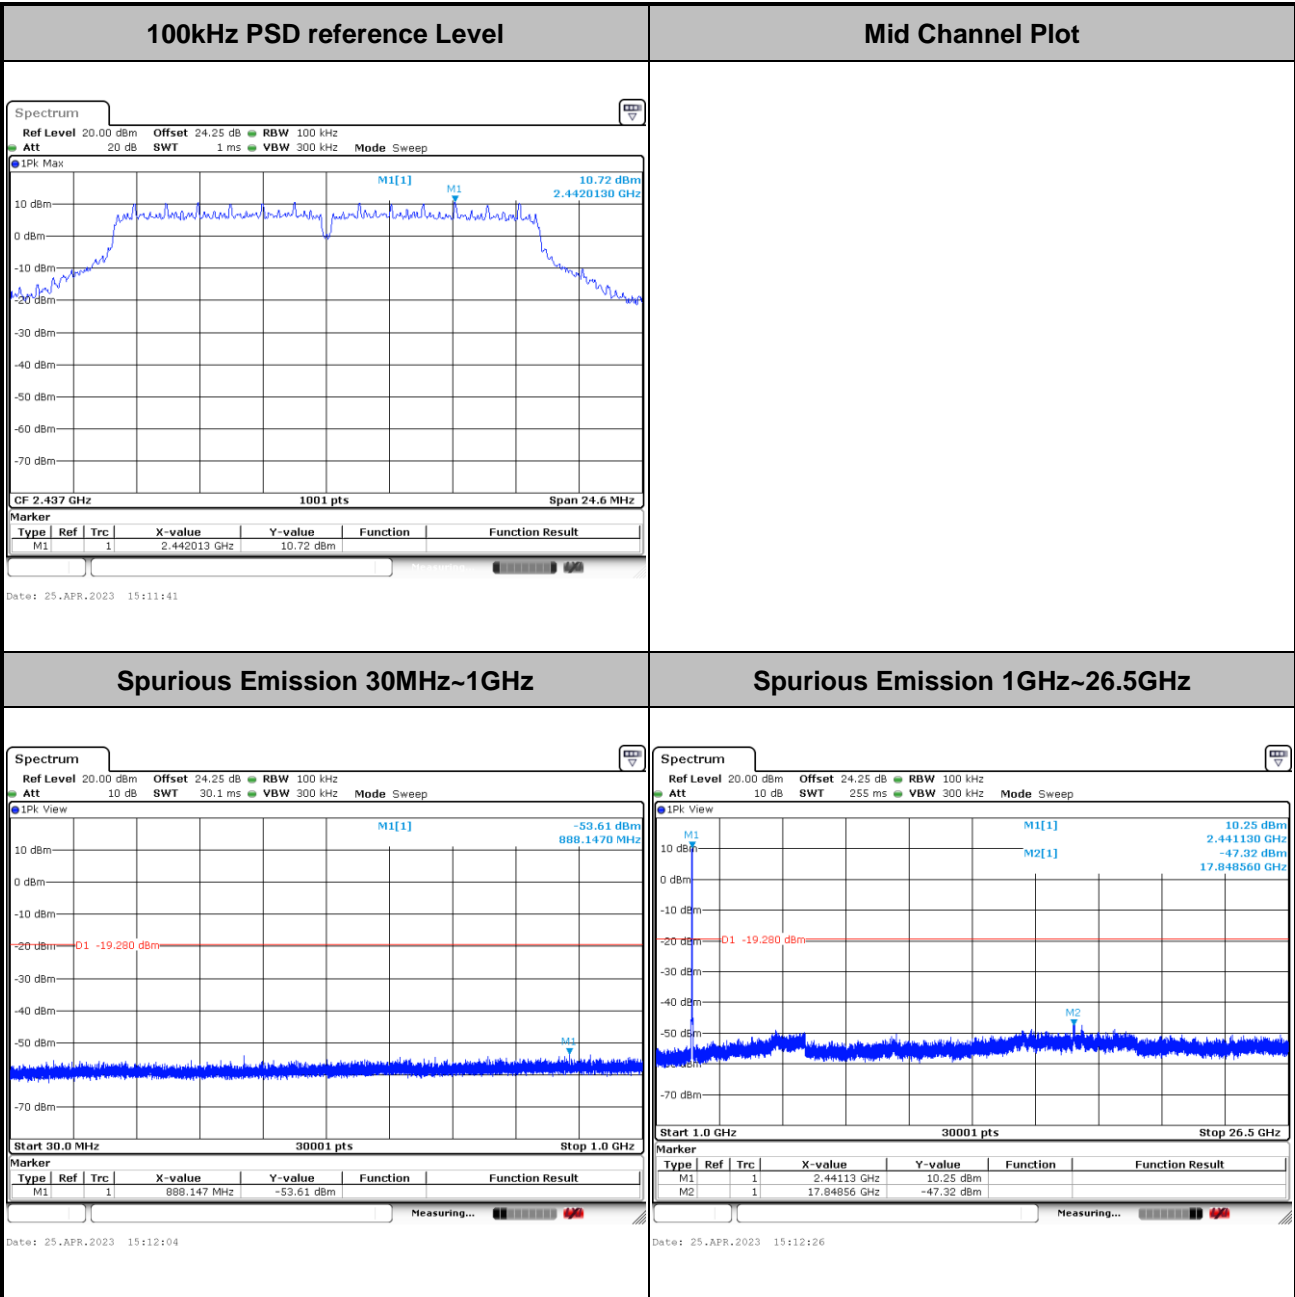 100kHz PSD reference Level
Mid Channel Plot
Spectrum
Ref Level 20.00 dBm Offset 24.25 dB RBW 100 kHz
Att 20 dB SWT 1 ms VBW 300 kHz Mode Sweep
1Pk Max
M1[1] 10.72 dBm
2.4420130 GHz
M1
10 dBm
0 dBm
-10 dBm
-20 dBm
-30 dBm
-40 dBm
-50 dBm
-60 dBm
-70 dBm
CF 2.437 GHz 1001 pts Span 24.6 MHz
Marker
Type Ref Trc X-value Y-value Function Function Result
M1 1 2.442013 GHz 10.72 dBm
Measuring...
Date: 25.APR.2023 15:11:41
Spurious Emission 30MHz~1GHz
Spurious Emission 1GHz~26.5GHz
Spectrum
Ref Level 20.00 dBm Offset 24.25 dB RBW 100 kHz
Att 10 dB SWT 30.1 ms VBW 300 kHz Mode Sweep
1Pk View
M1[1] -53.61 dBm
888.1470 MHz
10 dBm
0 dBm
-10 dBm
-20 dBm
D1 -19.280 dBm
-30 dBm
-40 dBm
-50 dBm
M1
-70 dBm
Start 30.0 MHz 30001 pts Stop 1.0 GHz
Marker
Type Ref Trc X-value Y-value Function Function Result
M1 1 888.147 MHz -53.61 dBm
Measuring...
Date: 25.APR.2023 15:12:04
Spectrum
Ref Level 20.00 dBm Offset 24.25 dB RBW 100 kHz
Att 10 dB SWT 255 ms VBW 300 kHz Mode Sweep
1Pk View
M1[1] 10.25 dBm
2.441130 GHz
M2[1] -47.32 dBm
17.848560 GHz
M1
10 dBm
0 dBm
-10 dBm
-20 dBm
D1 -19.280 dBm
-30 dBm
-40 dBm
M2
-50 dBm
-70 dBm
Start 1.0 GHz 30001 pts Stop 26.5 GHz
Marker
Type Ref Trc X-value Y-value Function Function Result
M1 1 2.44113 GHz 10.25 dBm
M2 1 17.84856 GHz -47.32 dBm
Measuring...
Date: 25.APR.2023 15:12:26